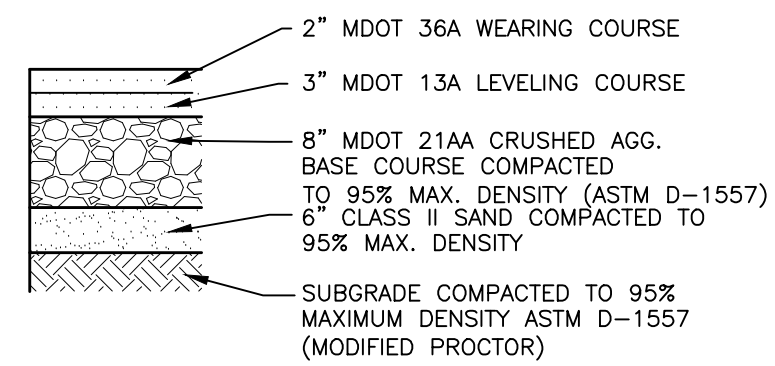 2” MDOT 36A WEARING COURSE
3” MDOT 13A LEVELING COURSE
8” MDOT 21AA CRUSHED AGG.
BASE COURSE COMPACTED
TO 95% MAX. DENSITY (ASTM D–1557)
6” CLASS II SAND COMPACTED TO
95% MAX. DENSITY
SUBGRADE COMPACTED TO 95%
MAXIMUM DENSITY ASTM D–1557
(MODIFIED PROCTOR)